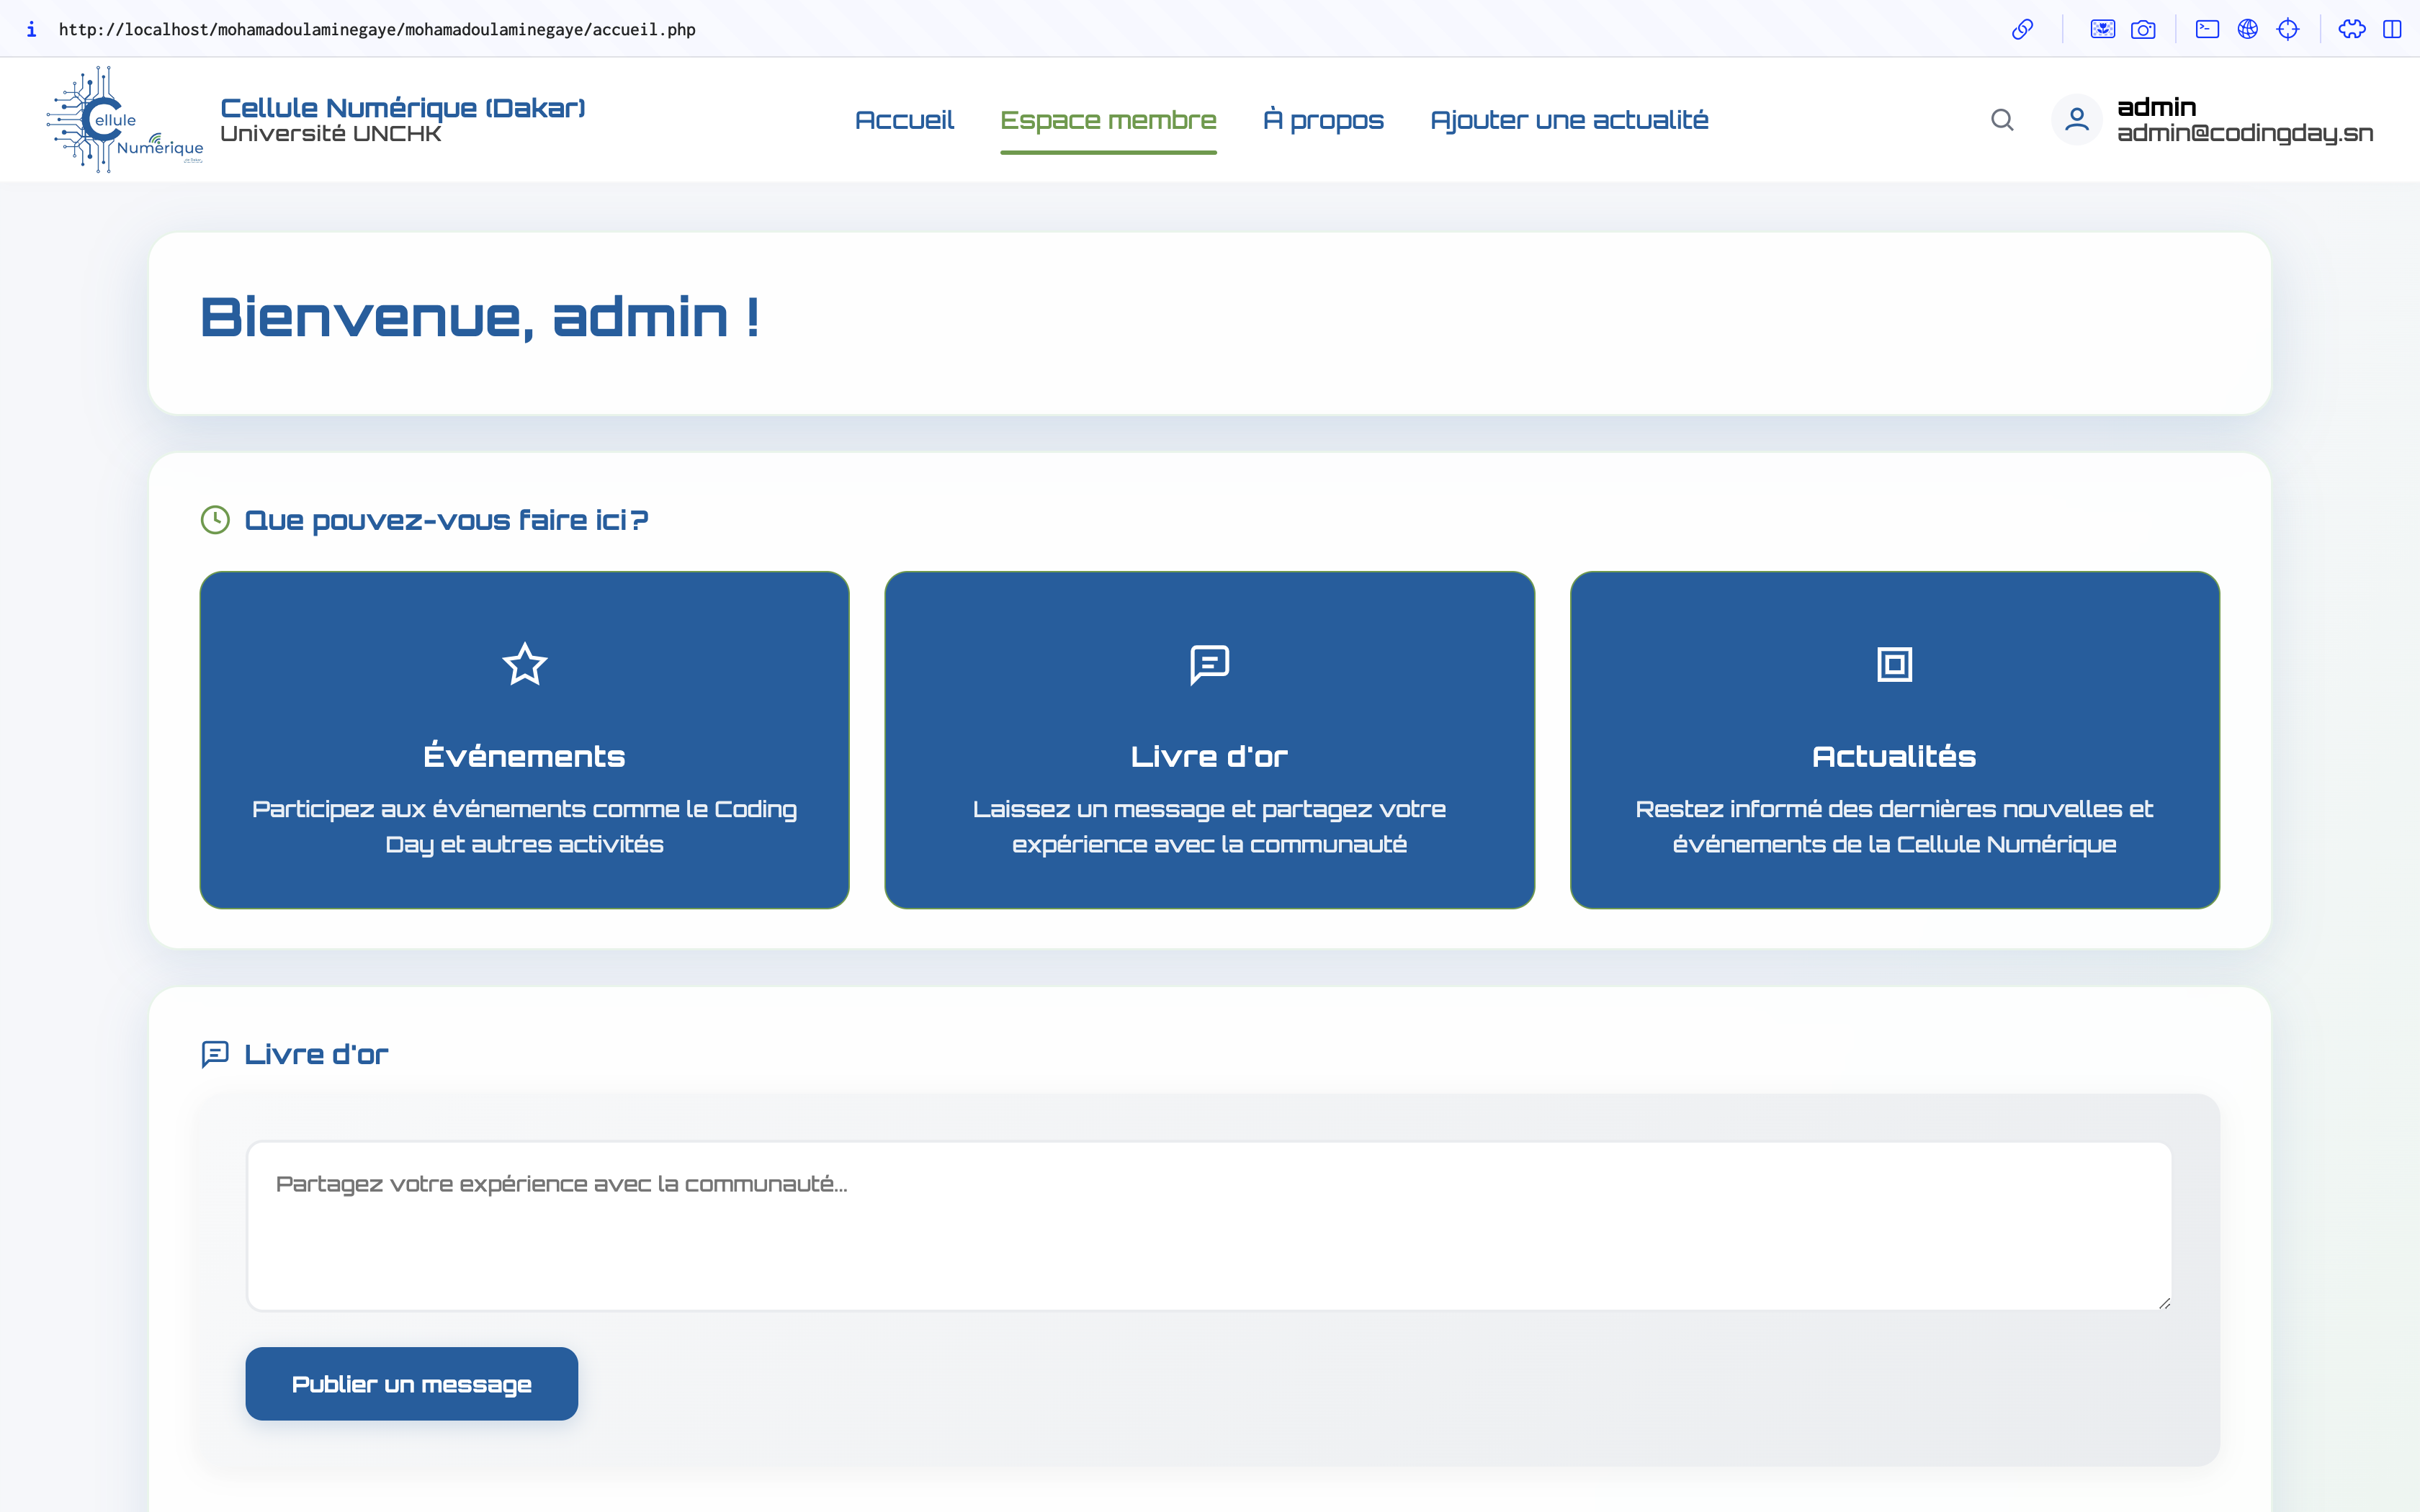 http://localhost/mohamadoulaminegaye/mohamadoulaminegaye/accueil.php
Cellule
Numérique
Cellule Numérique (Dakar)
Université UNCHK
Accueil
Espace membre
À propos
Ajouter une actualité
admin
admin@codingday.sn
Bienvenue, admin !
Que pouvez-vous faire ici ?
Événements
Participez aux événements comme le Coding
Day et autres activités
Livre d'or
Laissez un message et partagez votre
expérience avec la communauté
Actualités
Restez informé des dernières nouvelles et
événements de la Cellule Numérique
Livre d'or
Partagez votre expérience avec la communauté...
Publier un message